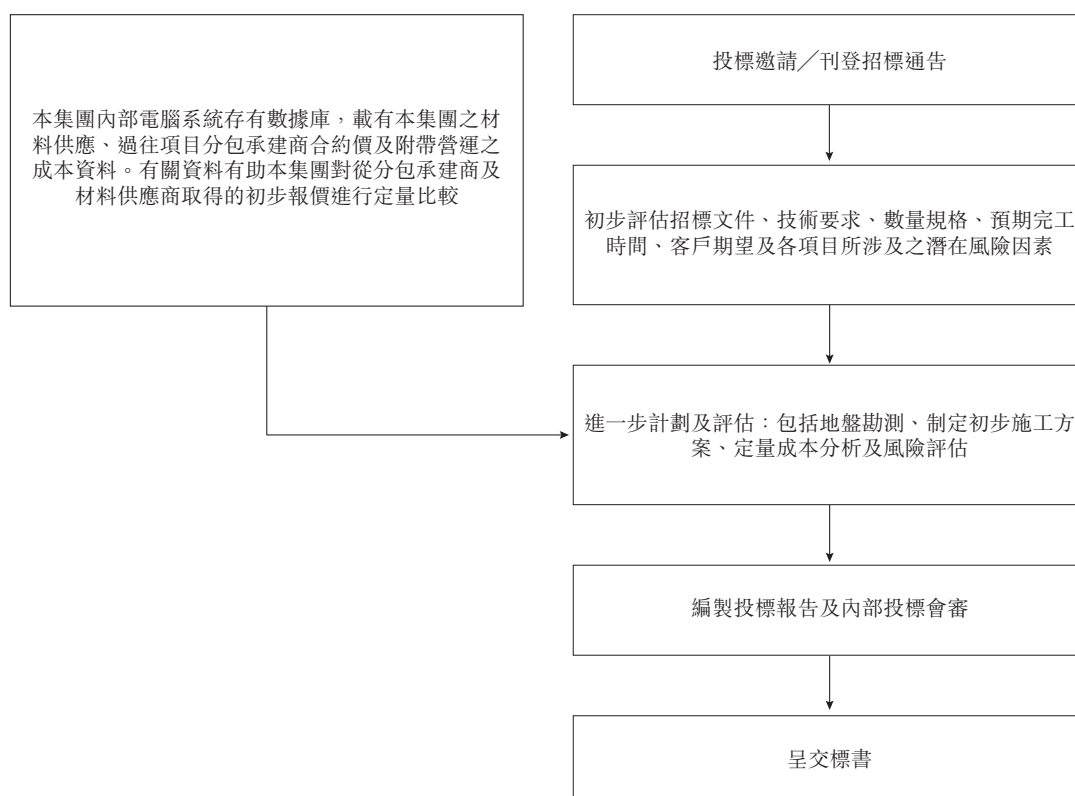 投標邀請／刊登招標通告
本集團內部電腦系統存有數據庫，載有本集團之材
料供應、過往項目分包承建商合約價及附帶營運之
成本資料。有關資料有助本集團對從分包承建商及
材料供應商取得的初步報價進行定量比較
初步評估招標文件、技術要求、數量規格、預期完工
時間、客戶期望及各項目所涉及之潛在風險因素
進一步計劃及評估：包括地盤勘測、制定初步施工方
案、定量成本分析及風險評估
編製投標報告及內部投標會審
呈交標書